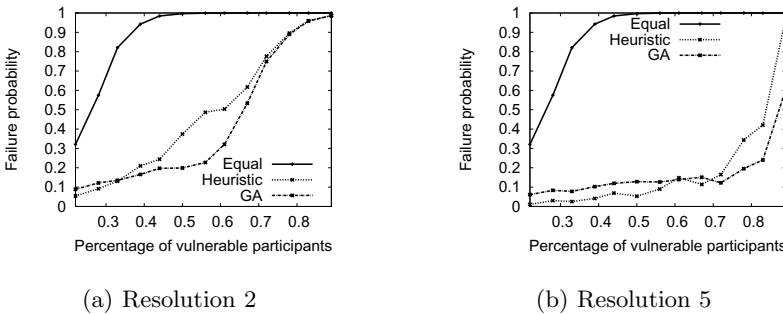 Failure probability
1
0.9
0.8
0.7
0.6
0.5
0.4
0.3
0.2
0.1
0
Equal
Heuristic
GA
0.3 0.4 0.5 0.6 0.7 0.8
Percentage of vulnerable participants
(a) Resolution 2
Failure probability
1
0.9
0.8
0.7
0.6
0.5
0.4
0.3
0.2
0.1
0
Equal
Heuristic
GA
0.3 0.4 0.5 0.6 0.7 0.8
Percentage of vulnerable participants
(b) Resolution 5